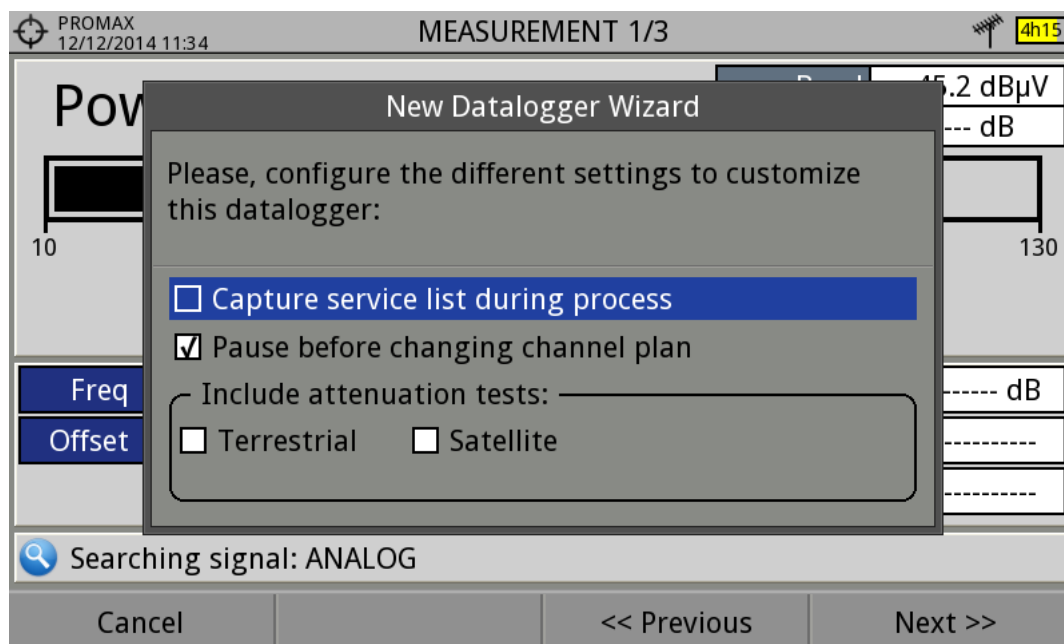 PROMAX
12/12/2014 11:34
MEASUREMENT 1/3
4h15
.2 dBµV
--- dB
New Datalogger Wizard
Please, configure the different settings to customize
this datalogger:
10
130
Capture service list during process
Pause before changing channel plan
Include attenuation tests:
Terrestrial
Satellite
Freq
------ dB
Offset
----------
----------
Searching signal: ANALOG
Cancel
<< Previous
Next >>